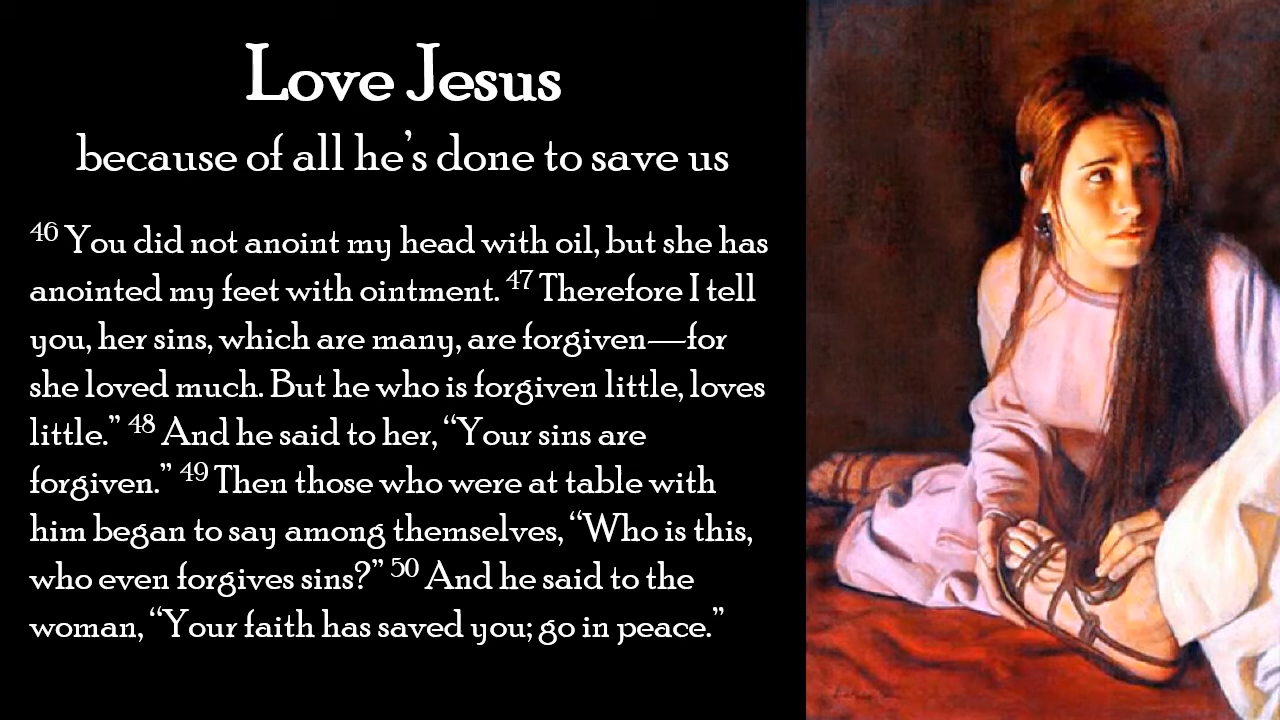 Love Jesus
because of all he’s done to save us
46 You did not anoint my head with oil, but she has
anointed my feet with ointment. 47 Therefore I tell
you, her sins, which are many, are forgiven—for
she loved much. But he who is forgiven little, loves
little.” 48 And he said to her, “Your sins are
forgiven.” 49 Then those who were at table with
him began to say among themselves, “Who is this,
who even forgives sins?” 50 And he said to the
woman, “Your faith has saved you; go in peace.”